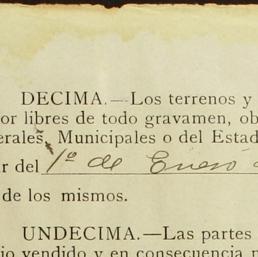 DECIMA.—Los terrenos y
or libres de todo gravamen, ob
erales, Municipales o del Estad
r del 1º de Enero
de los mismos.
UNDECIMA.—Las partes
io vendido y en consecuencia